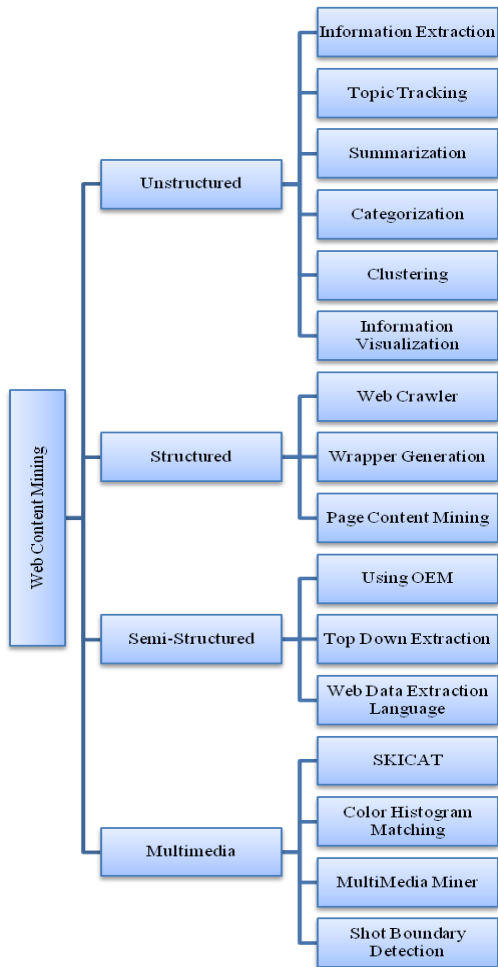 Web Content Mining
Unstructured
Information Extraction
Topic Tracking
Summarization
Categorization
Clustering
Information
Visualization
Structured
Web Crawler
Wrapper Generation
Page Content Mining
Semi-Structured
Using OEM
Top Down Extraction
Web Data Extraction
Language
Multimedia
SKICAT
Color Histogram
Matching
MultiMedia Miner
Shot Boundary
Detection